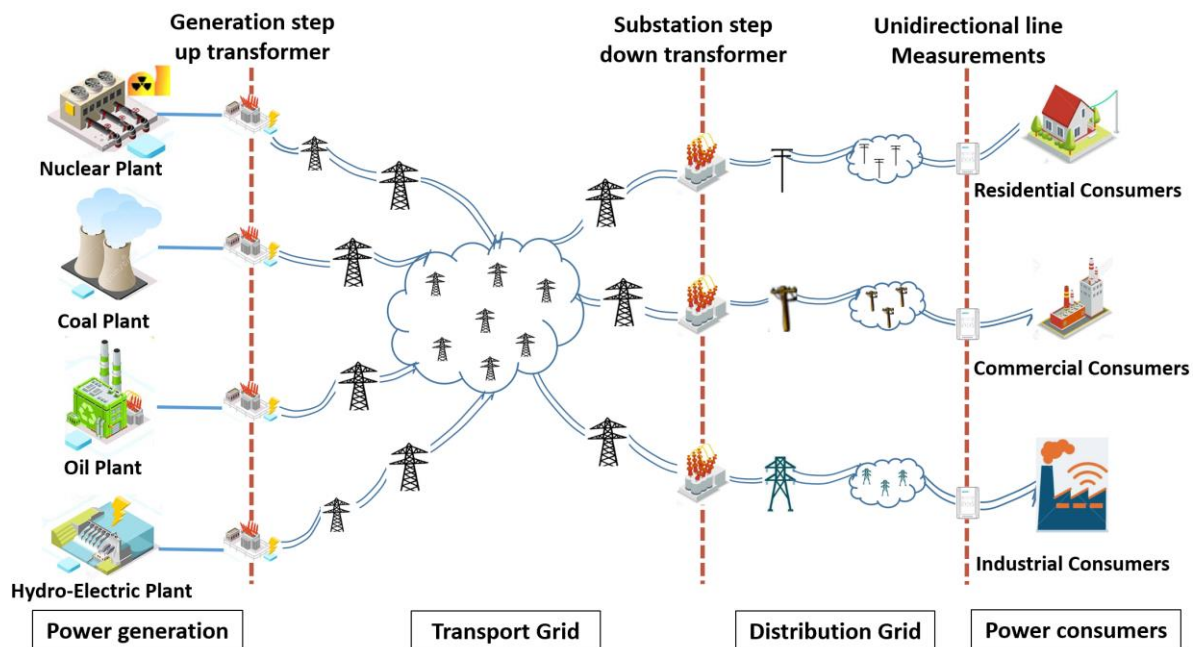 Generation step
up transformer
Substation step
down transformer
Unidirectional line
Measurements
Nuclear Plant
Residential Consumers
Coal Plant
Commercial Consumers
Oil Plant
Industrial Consumers
Hydro-Electric Plant
Power generation
Transport Grid
Distribution Grid
Power consumers